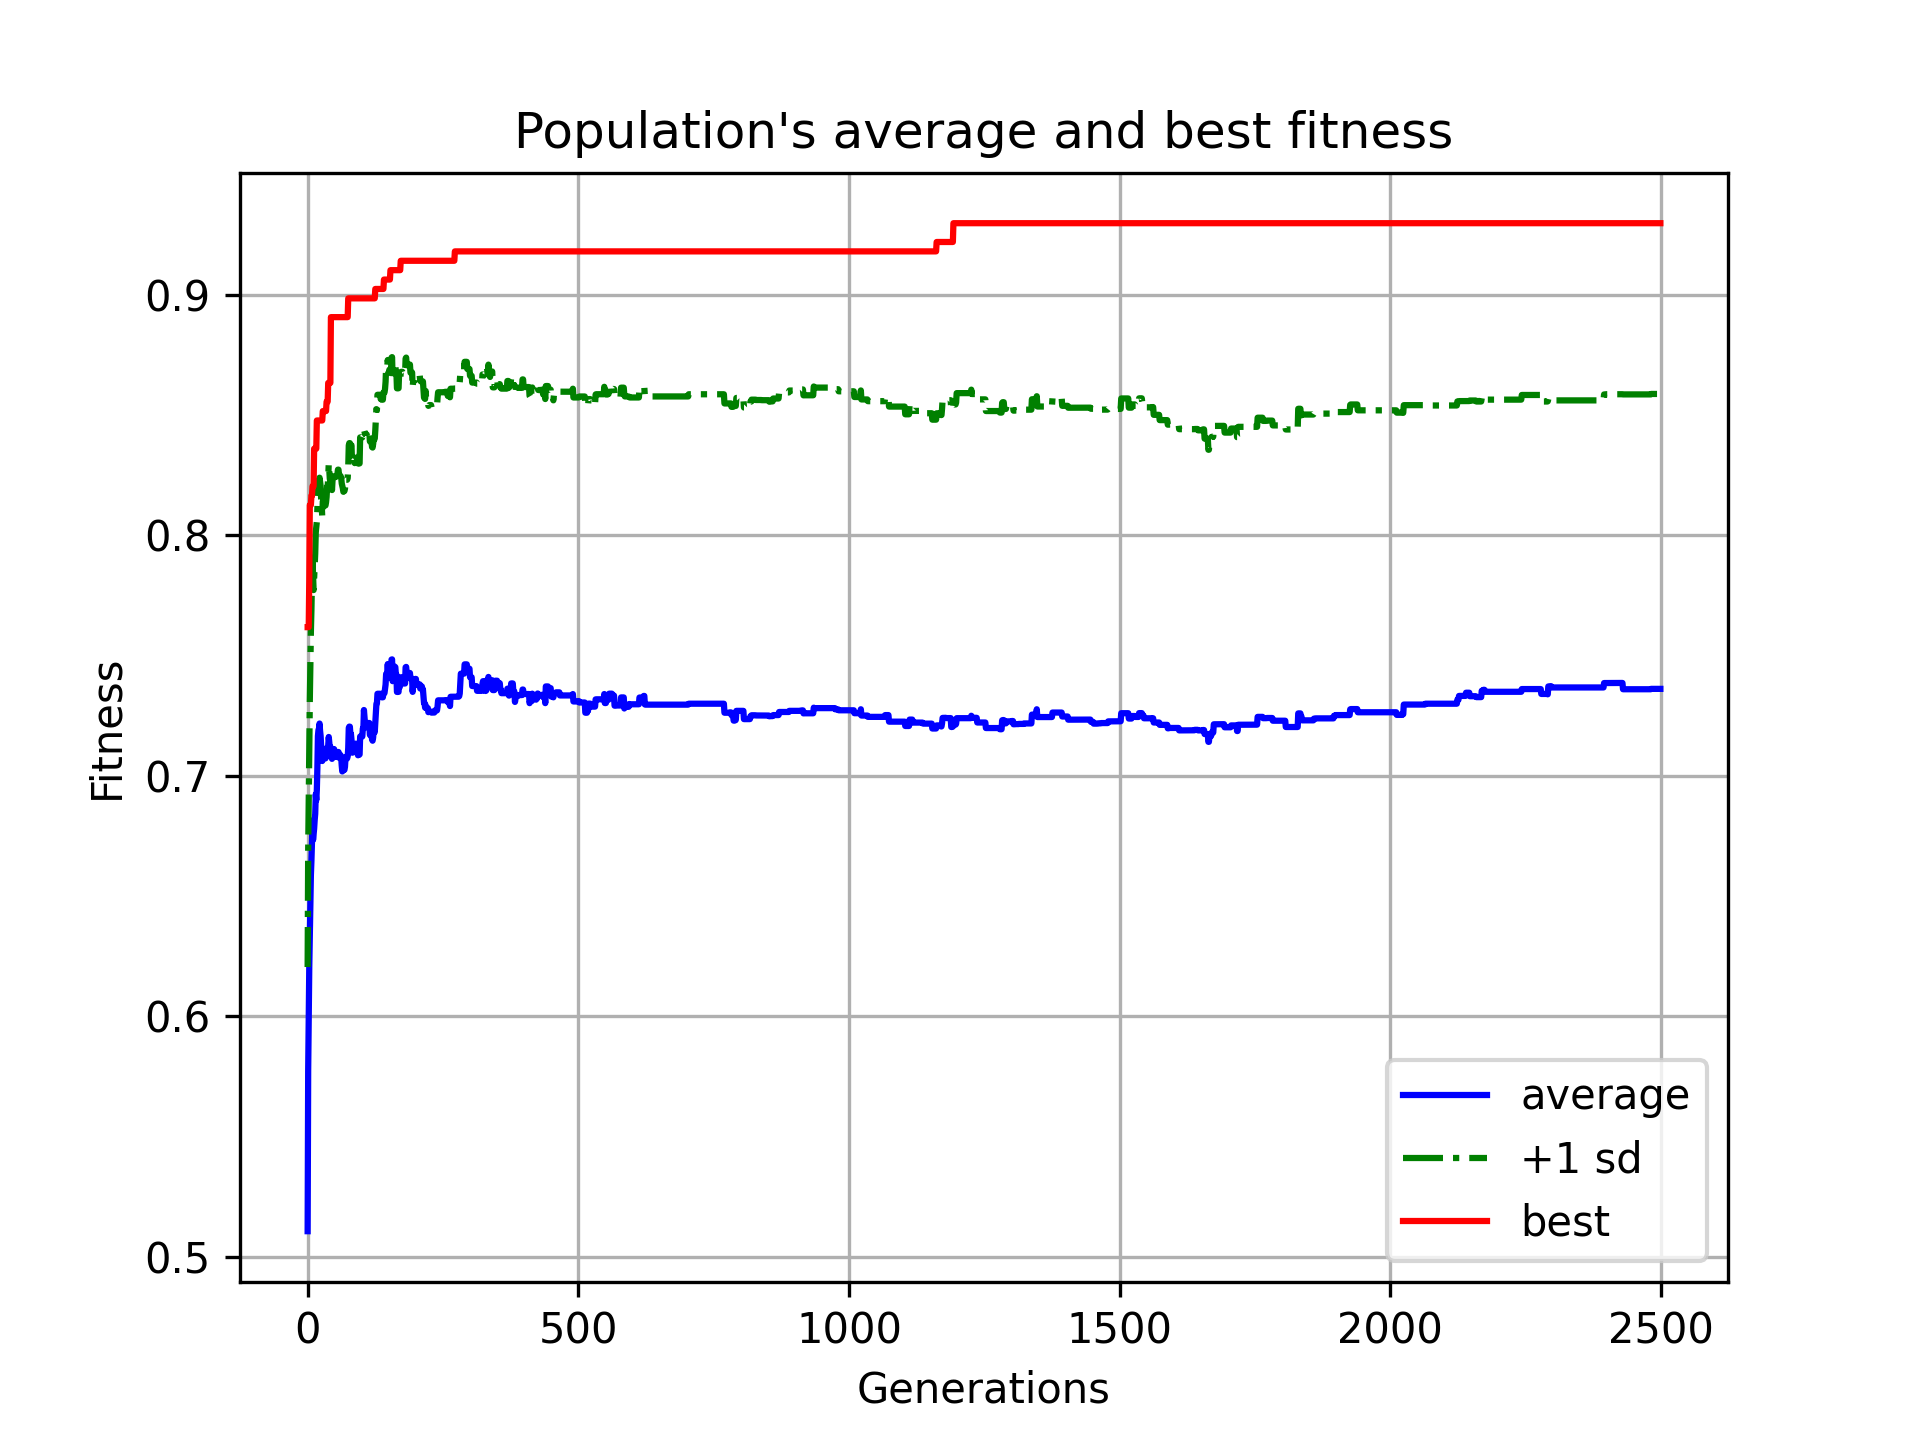 Population's average and best fitness
Fitness
0.9
0.8
0.7
0.6
0.5
average
+1 sd
best
0 500 1000 1500 2000 2500
Generations